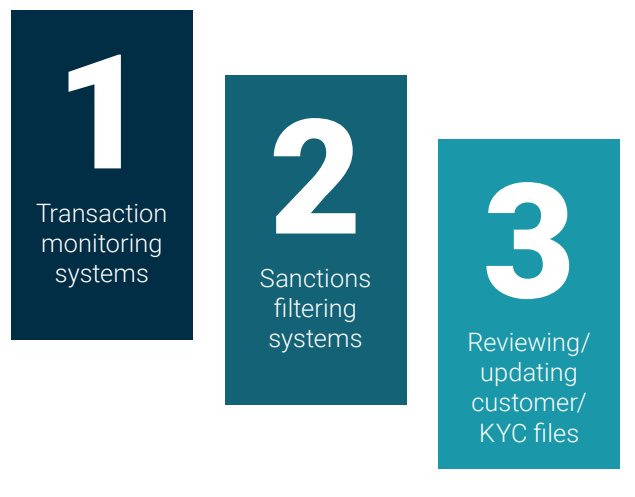 1
Transaction
monitoring
systems
2
Sanctions
filtering
systems
3
Reviewing/
updating
customer/
KYC files